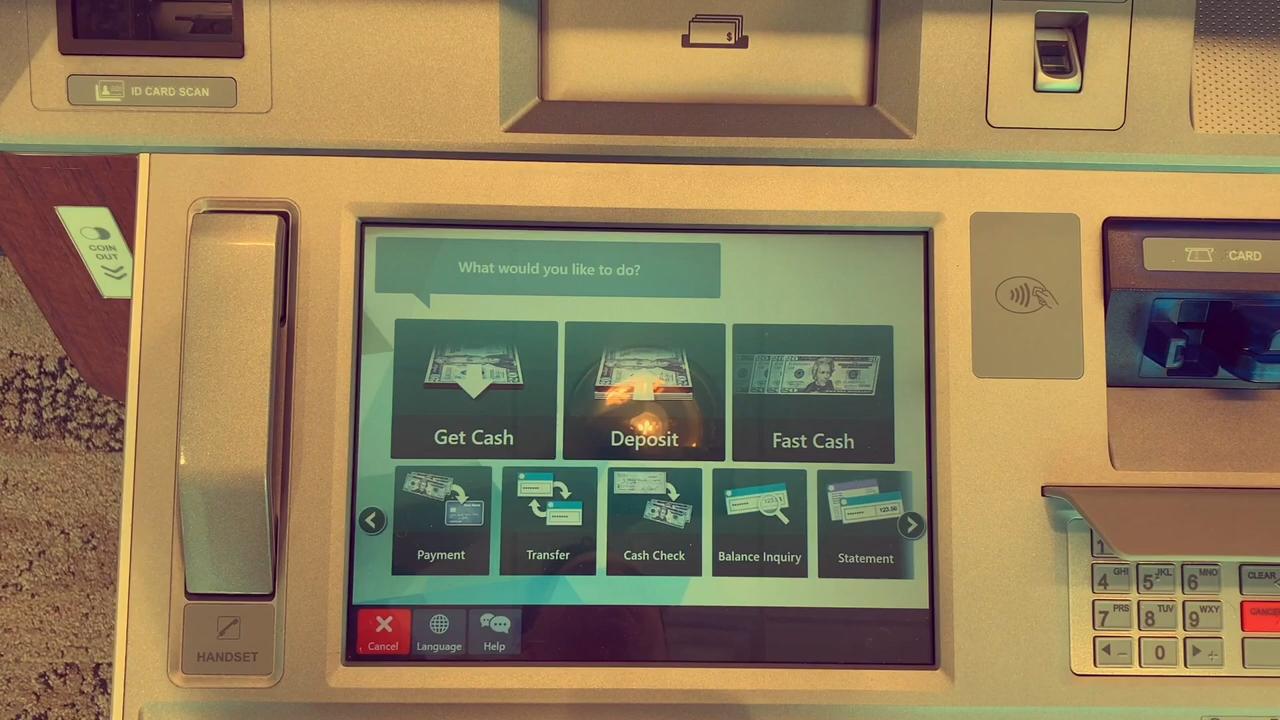 ID CARD SCAN
COIN
OUT
CARD
What would you like to do?
Get Cash
Deposit
Fast Cash
Payment
Transfer
Cash Check
Balance Inquiry
Statement
Cancel
Language
Help
HANDSET
1
4 GHI
5 JKL
6 MNO
CLEAR
7 PRS
8 TUV
9 WXY
CANCE
0